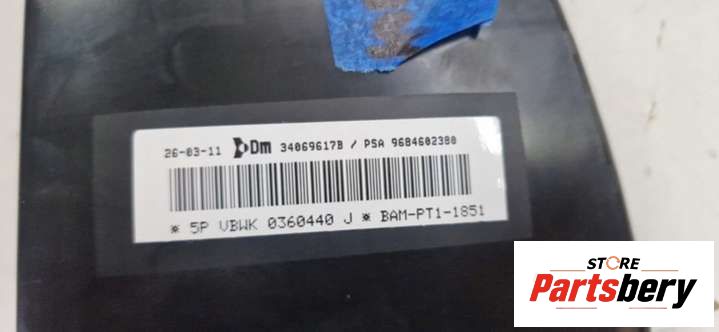 26-03-11 Dm 34069617B / PSA 9684602380
* 5P VBWK 0360440 J * BAM-PT1-1851
STORE
Partsbery